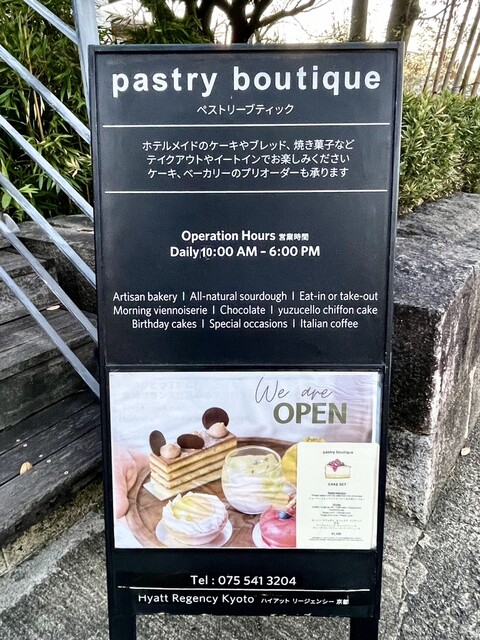 pastry boutique
ペストリーブティック
ホテルメイドのケーキやブレッド、焼き菓子など
テイクアウトやイートインでお楽しみください
ケーキ、ベーカリーのプリオーダーも承ります
Operation Hours 営業時間
Daily 10:00 AM - 6:00 PM
Artisan bakery I All-natural sourdough I Eat-in or take-out
Morning viennoiserie I Chocolate I yuzucello chiffon cake
Birthday cakes I Special occasions I Italian coffee
We are
OPEN
pastry boutique
CAKE SET
Tel : 075 541 3204
Hyatt Regency Kyoto ハイアット リージェンシー 京都